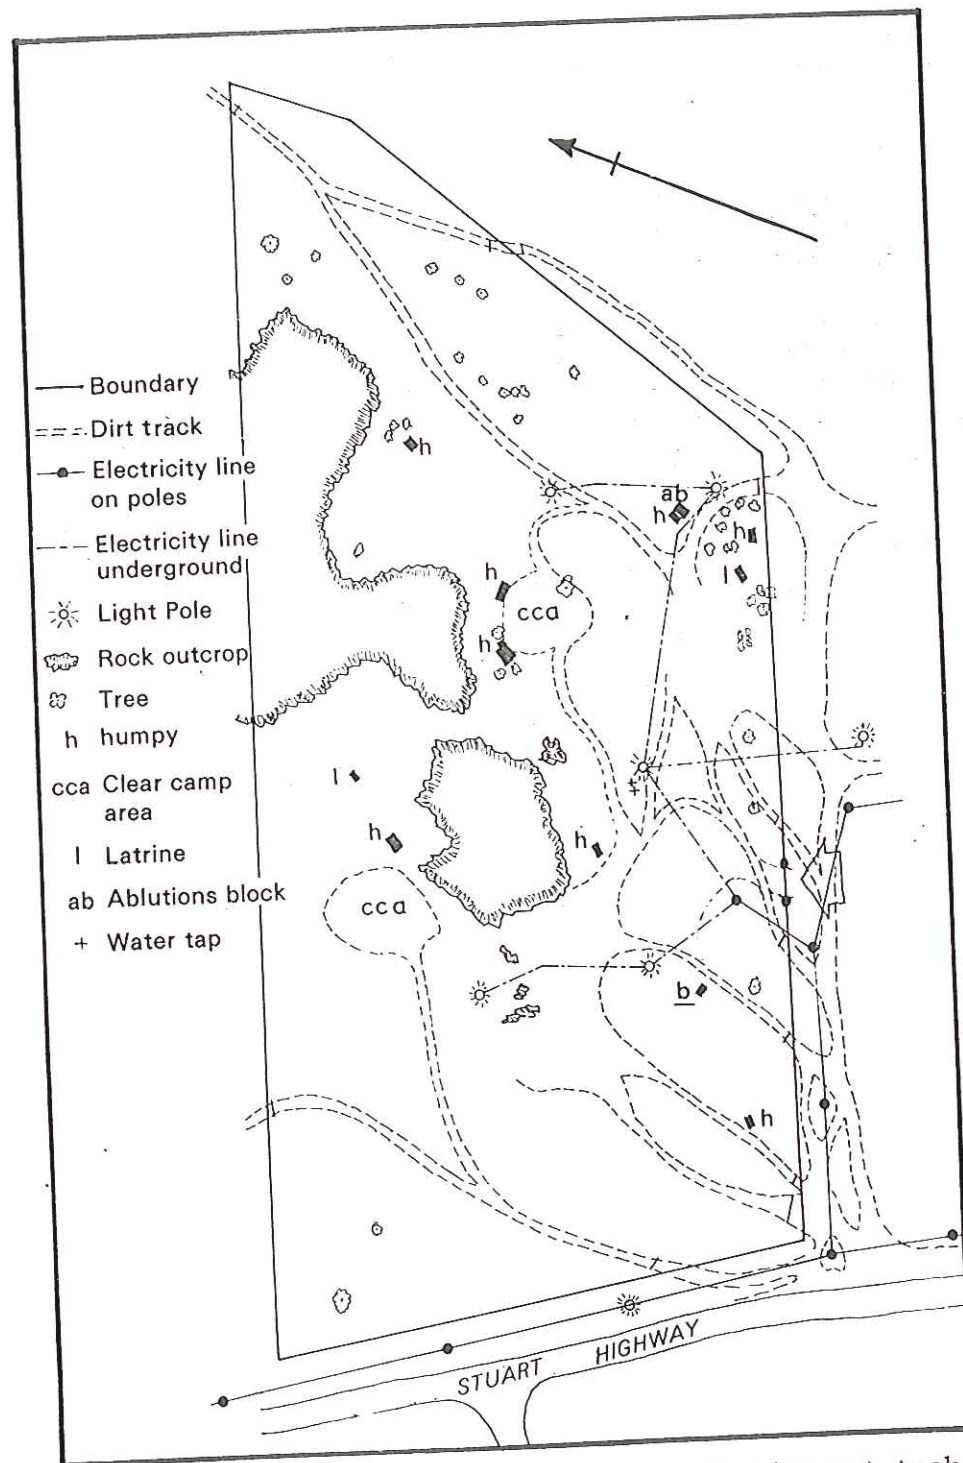 Boundary
Dirt track
Electricity line
on poles
Electricity line
underground
Light Pole
Rock outcrop
Tree
h humpy
cca Clear camp
area
l Latrine
ab Ablutions block
+ Water tap
h
ab
h
h
l
h
cca
h
l
h
h
cca
b
h
STUART HIGHWAY